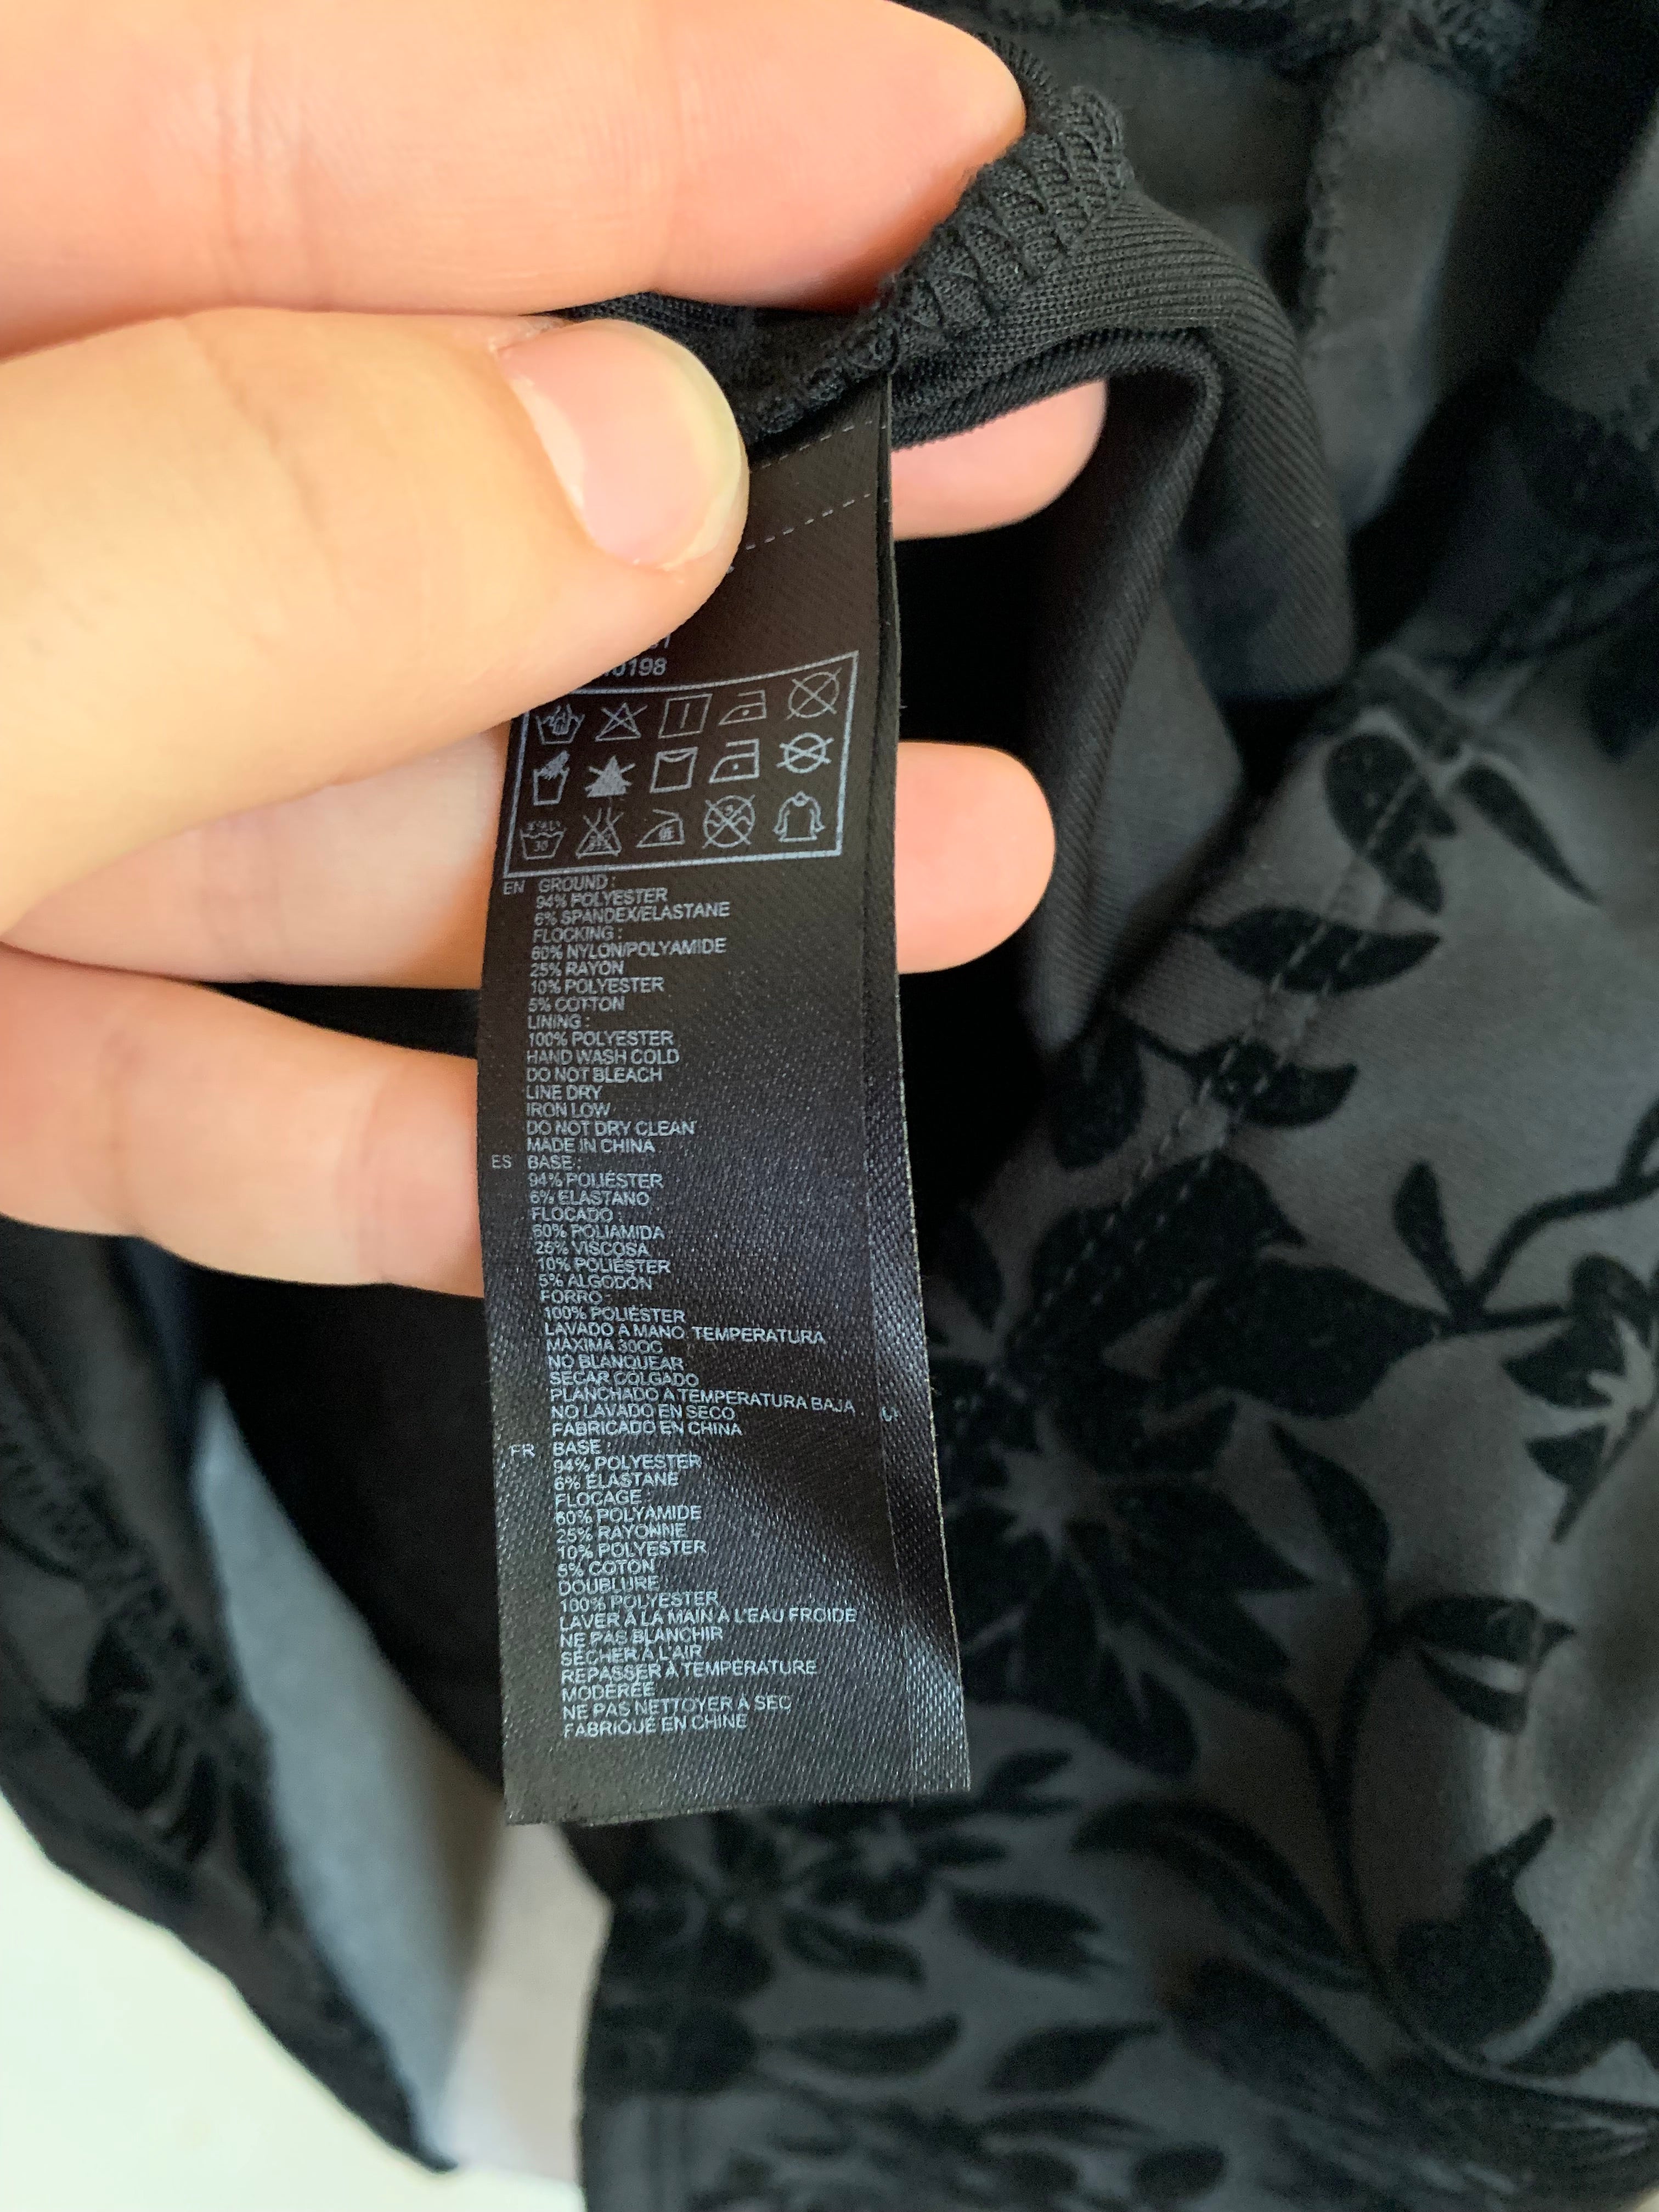 0198
EN GROUND:
94% POLYESTER
6% SPANDEX/ELASTANE
FLOCKING:
60% NYLON/POLYAMIDE
25% RAYON
10% POLYESTER
5% COTTON
LINING:
100% POLYESTER
HAND WASH COLD
DO NOT BLEACH
LINE DRY
IRON LOW
DO NOT DRY CLEAN
MADE IN CHINA
ES BASE:
94% POLIÉSTER
6% ELASTANO
FLOCADO
60% POLIAMIDA
25% VISCOSA
10% POLIÉSTER
5% ALGODÓN
FORRO:
100% POLIÉSTER
LAVADO A MANO. TEMPERATURA
MAXIMA 30OC
NO BLANQUEAR
SECAR COLGADO
PLANCHADO A TEMPERATURA BAJA
NO LAVADO EN SECO
FABRICADO EN CHINA
FR BASE:
94% POLYESTER
6% ÉLASTANE
FLOCAGE
60% POLYAMIDE
25% RAYONNE
10% POLYESTER
5% COTON
DOUBLURE
100% POLYESTER
LAVER À LA MAIN À L'EAU FROIDE
NE PAS BLANCHIR
SÉCHER À L'AIR
REPASSER À TEMPÉRATURE
MODÉRÉE
NE PAS NETTOYER À SEC
FABRIQUÉ EN CHINE